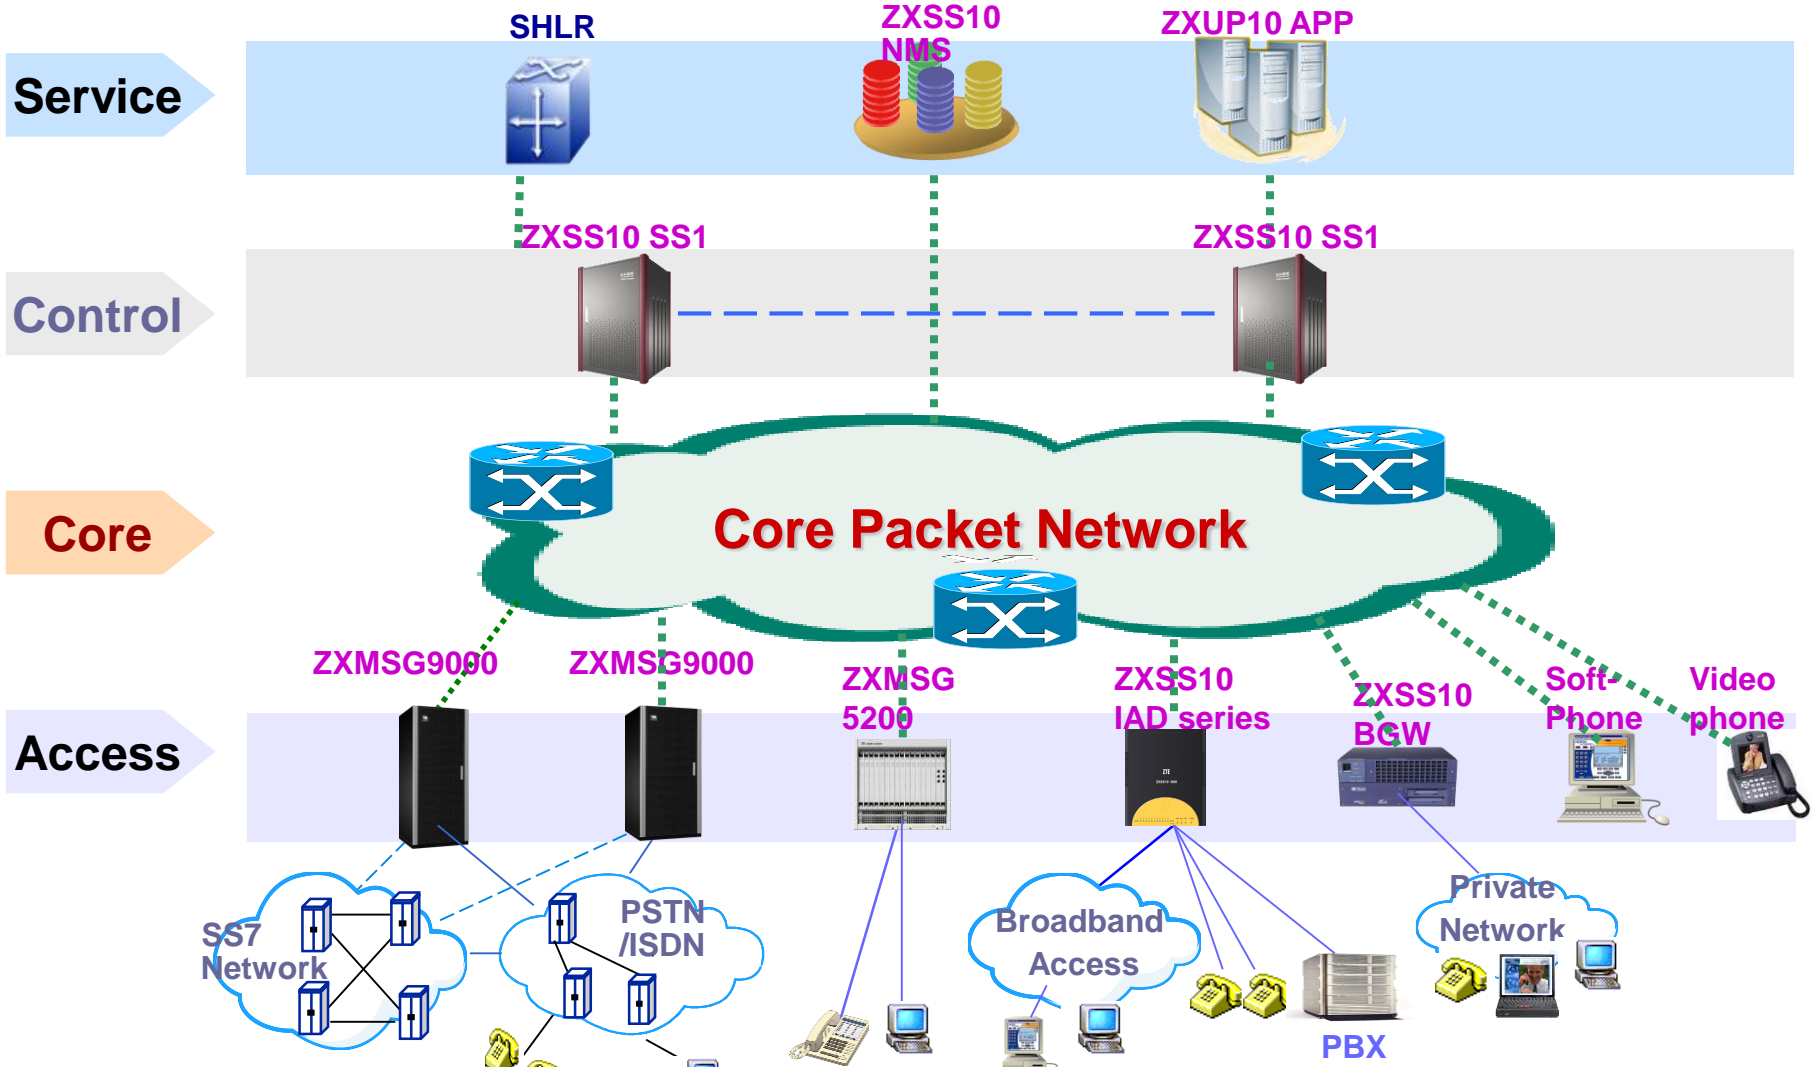 SHLR
ZXSS10
NMS
ZXUP10 APP
Service
ZXSS10 SS1
ZXSS10 SS1
Control
Core
Core Packet Network
ZXMSG9000
ZXMSG9000
ZXMSG
5200
ZXSS10
IAD series
ZXSS10
BGW
Soft-
Phone
Video
phone
Access
ZTE
SS7
Network
PSTN
/ISDN
Broadband
Access
Private
Network
PBX